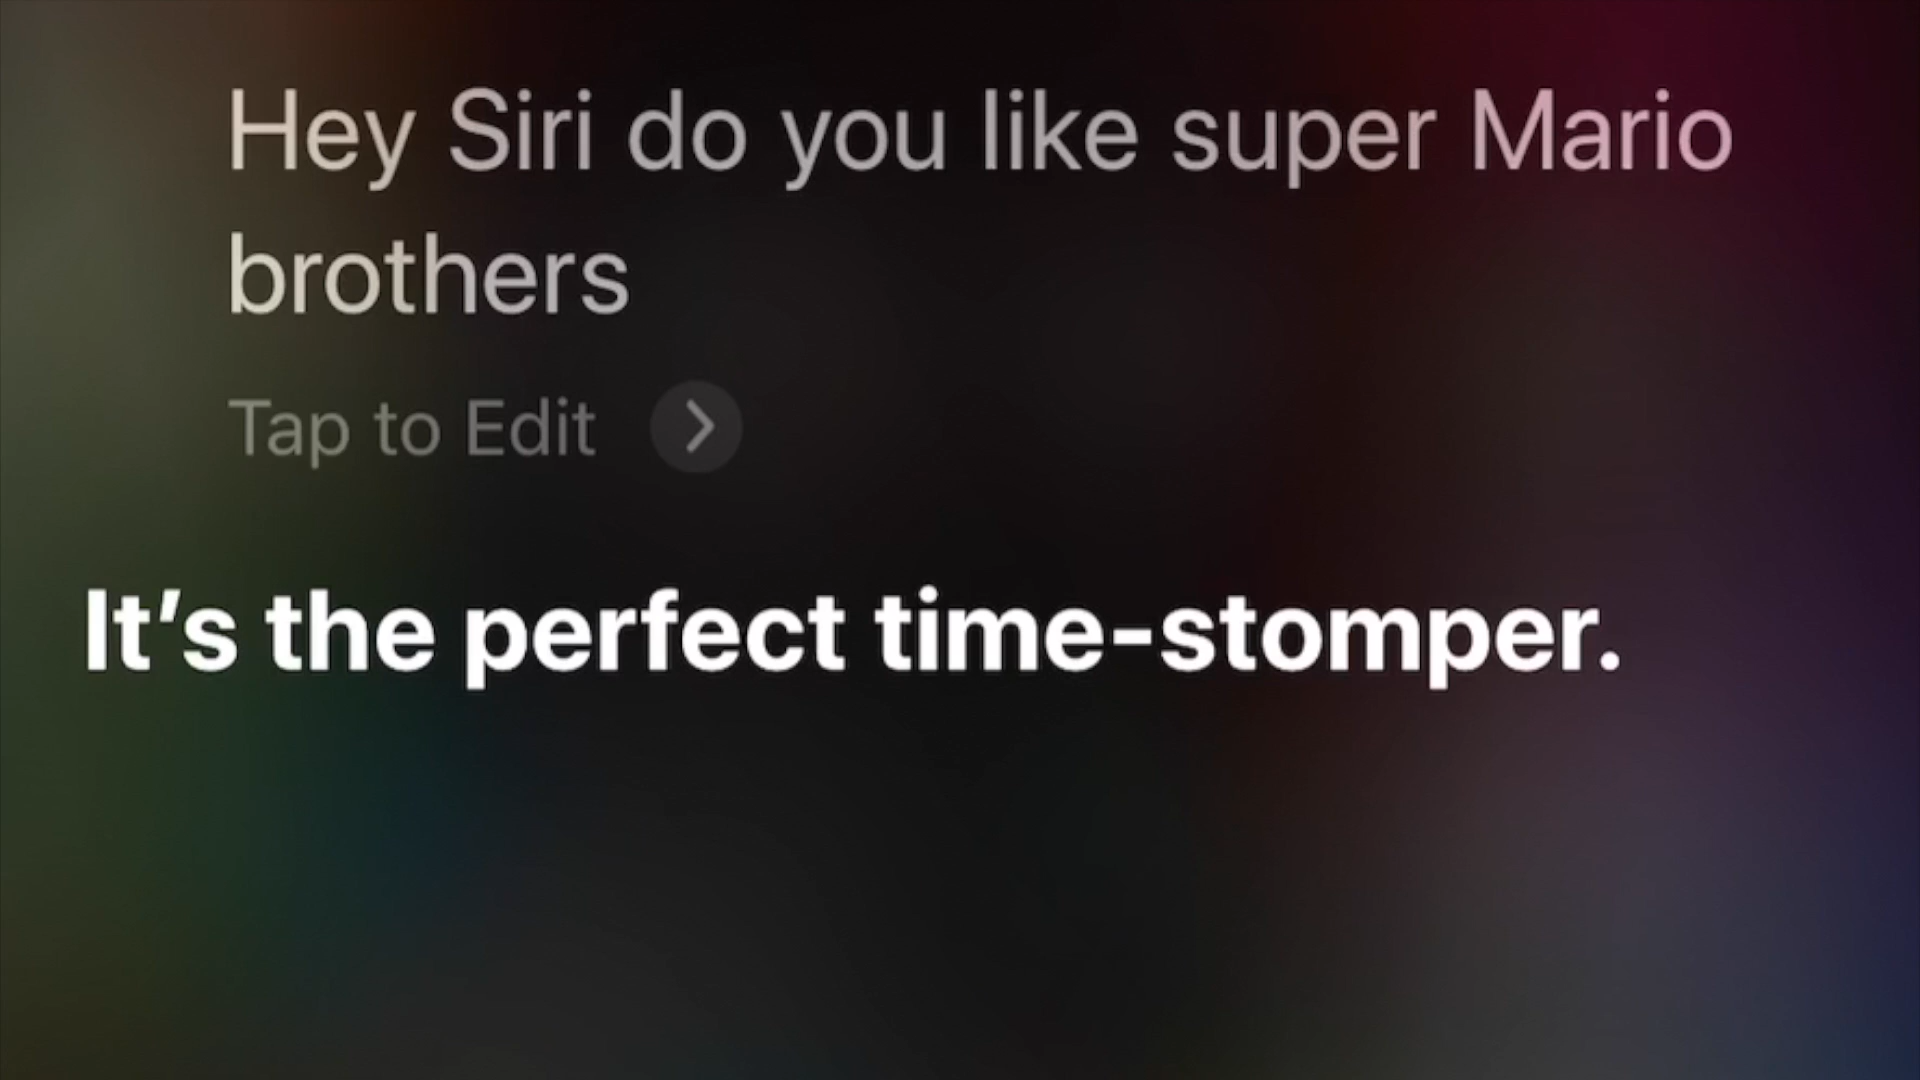 Hey Siri do you like super Mario
brothers
Tap to Edit
It’s the perfect time-stomper.